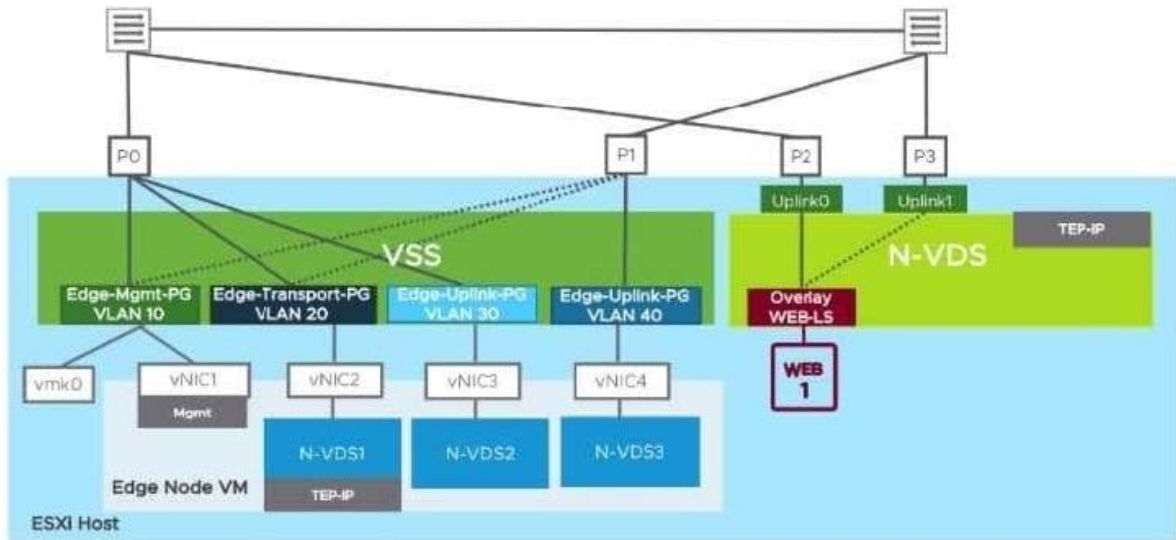 P0
P1
P2
P3
Uplink0
Uplink1
TEP-IP
VSS
N-VDS
Edge-Mgmt-PG
VLAN 10
Edge-Transport-PG
VLAN 20
Edge-Uplink-PG
VLAN 30
Edge-Uplink-PG
VLAN 40
Overlay
WEB-LS
vmk0
vNIC1
Mgmt
vNIC2
vNIC3
vNIC4
WEB
1
N-VDS1
TEP-IP
N-VDS2
N-VDS3
Edge Node VM
ESXi Host